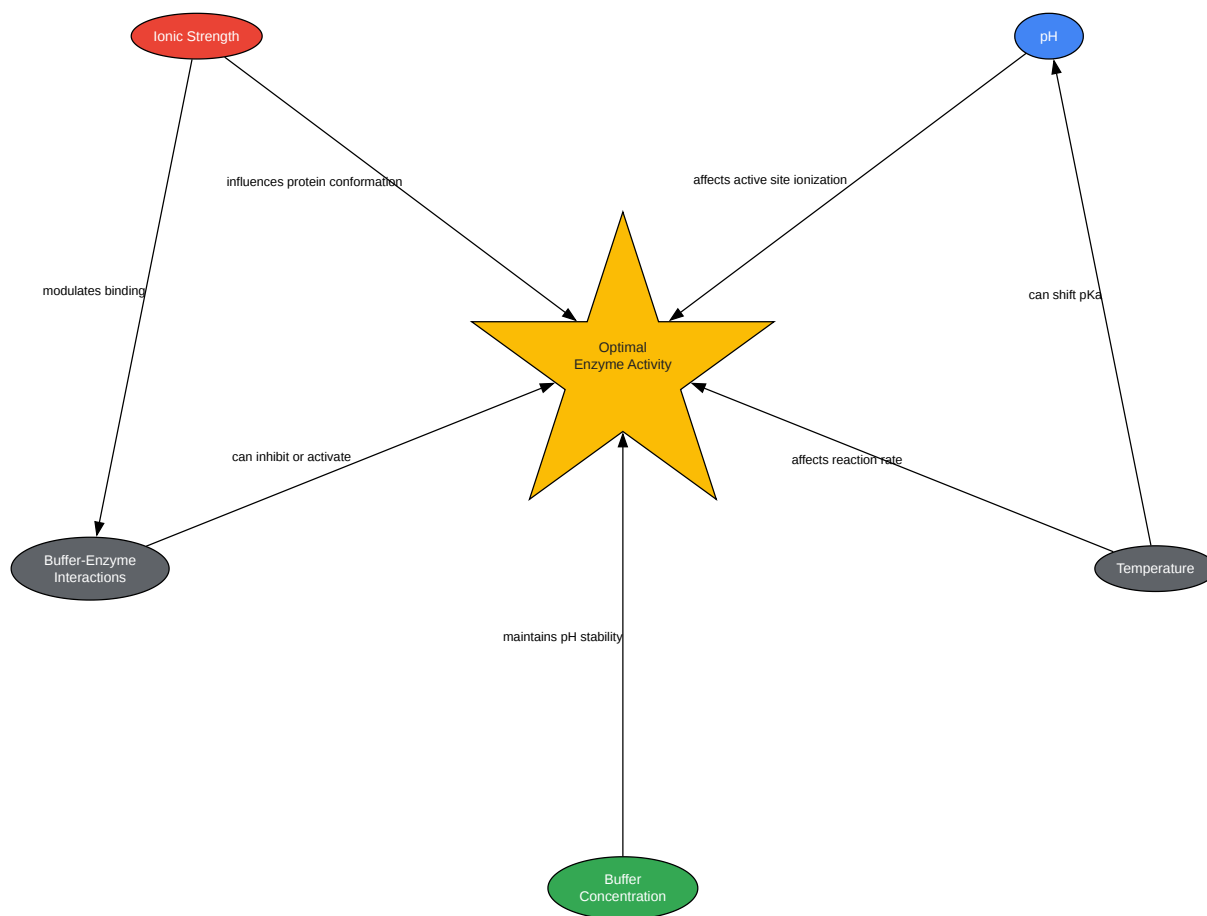 Ionic Strength
pH
influences protein conformation
affects active site ionization
modulates binding
can shift pKa
Optimal
Enzyme Activity
can inhibit or activate
affects reaction rate
Buffer-Enzyme
Interactions
Temperature
maintains pH stability
Buffer
Concentration